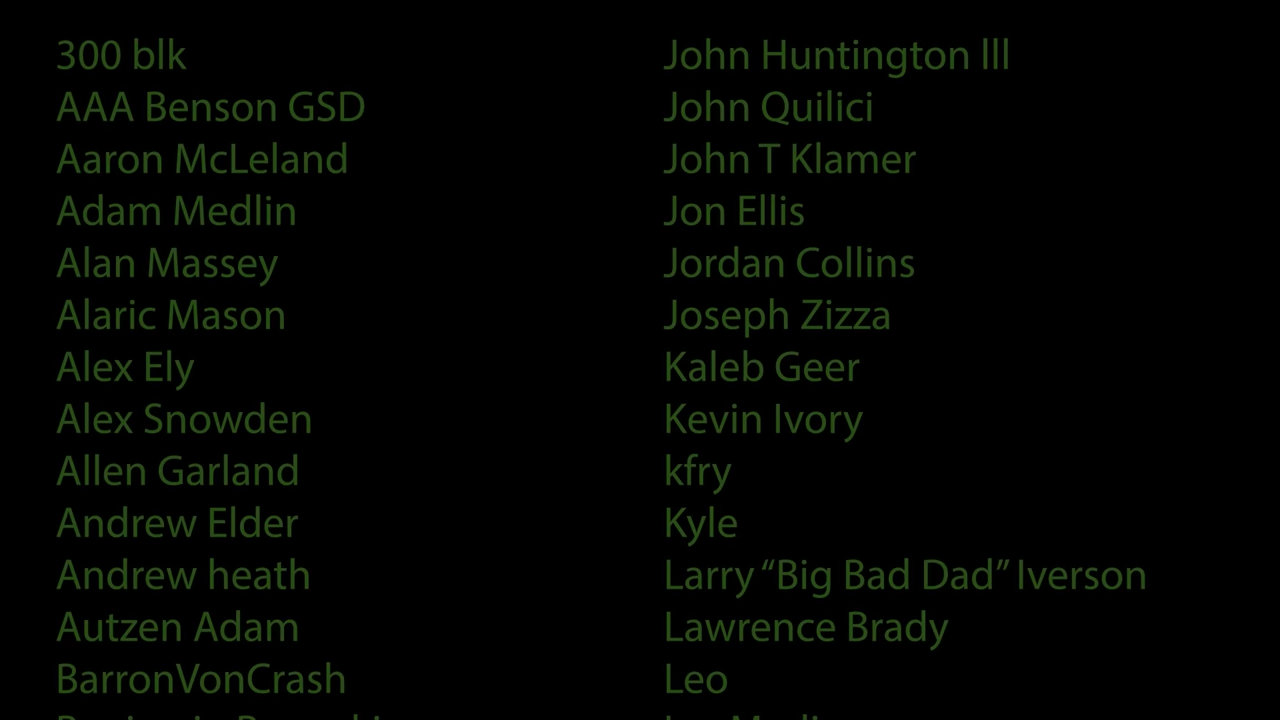 300 blk
AAA Benson GSD
Aaron McLeland
Adam Medlin
Alan Massey
Alaric Mason
Alex Ely
Alex Snowden
Allen Garland
Andrew Elder
Andrew heath
Autzen Adam
BarronVonCrash
John Huntington lll
John Quilici
John T Klamer
Jon Ellis
Jordan Collins
Joseph Zizza
Kaleb Geer
Kevin Ivory
kfry
Kyle
Larry “Big Bad Dad” Iverson
Lawrence Brady
Leo